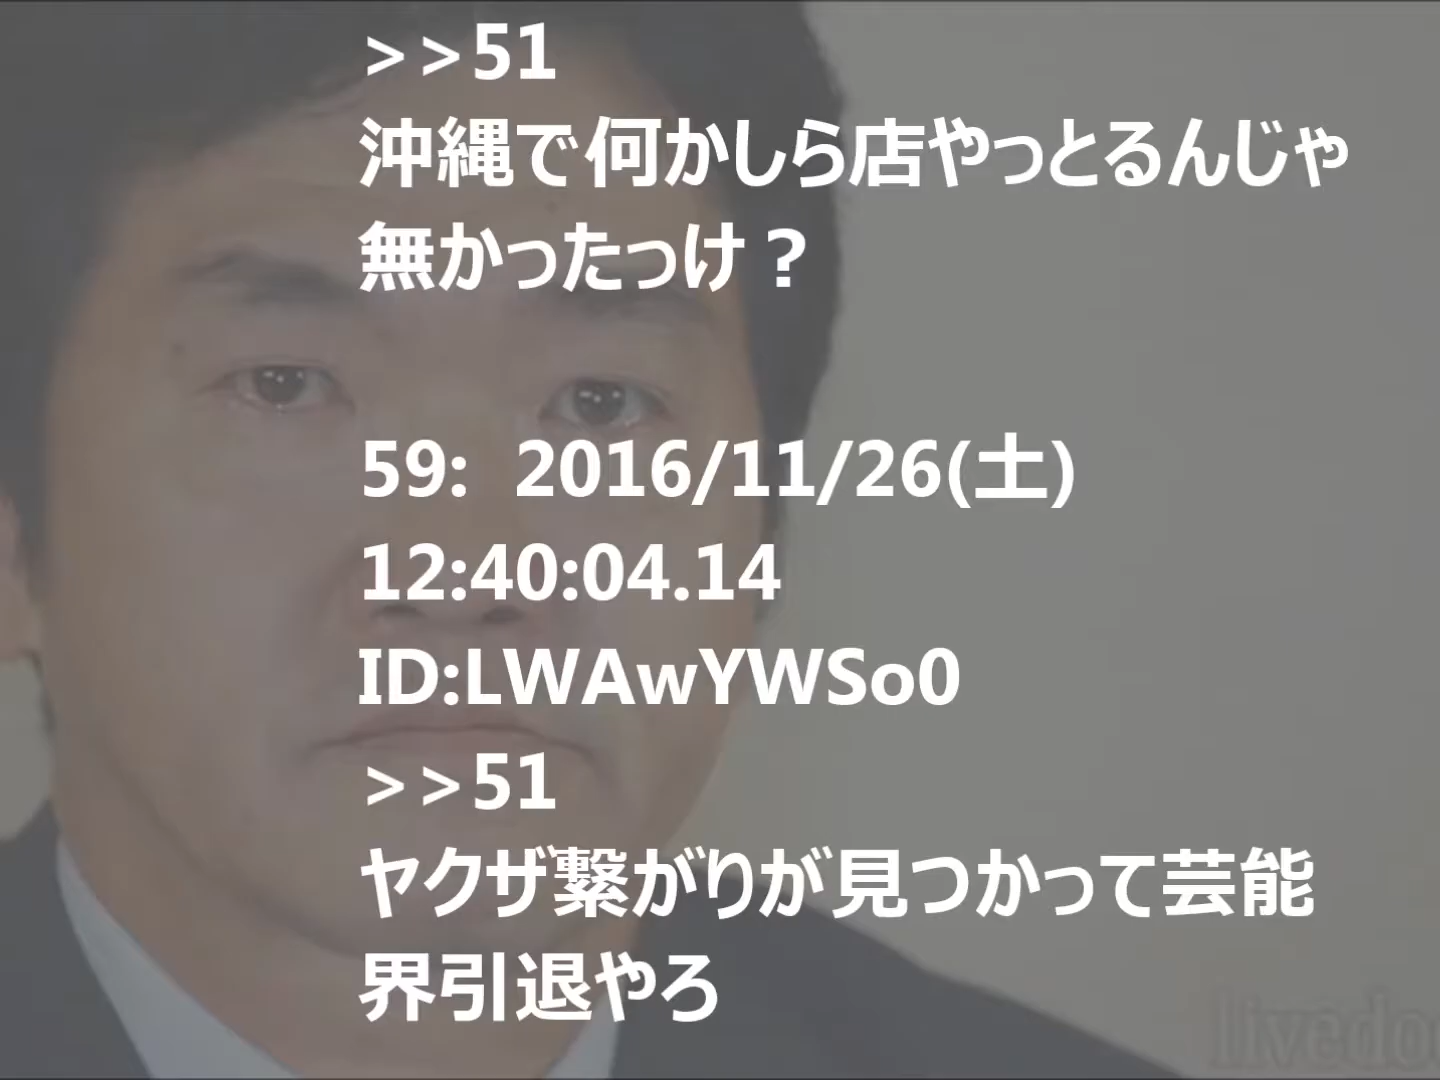 >>51
沖縄で何かしら店やっとるんじゃ
無かったっけ？
59: 2016/11/26(土)
12:40:04.14
ID:LWAwYWSo0
>>51
ヤクザ繋がりが見つかって芸能
界引退やろ
livedo